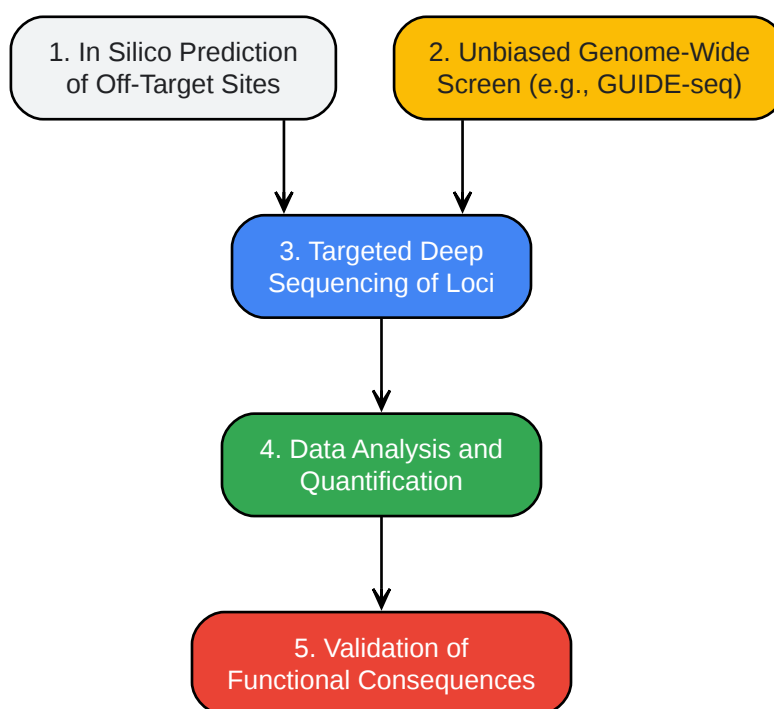 1. In Silico Prediction
of Off-Target Sites
2. Unbiased Genome-Wide
Screen (e.g., GUIDE-seq)
3. Targeted Deep
Sequencing of Loci
4. Data Analysis and
Quantification
5. Validation of
Functional Consequences